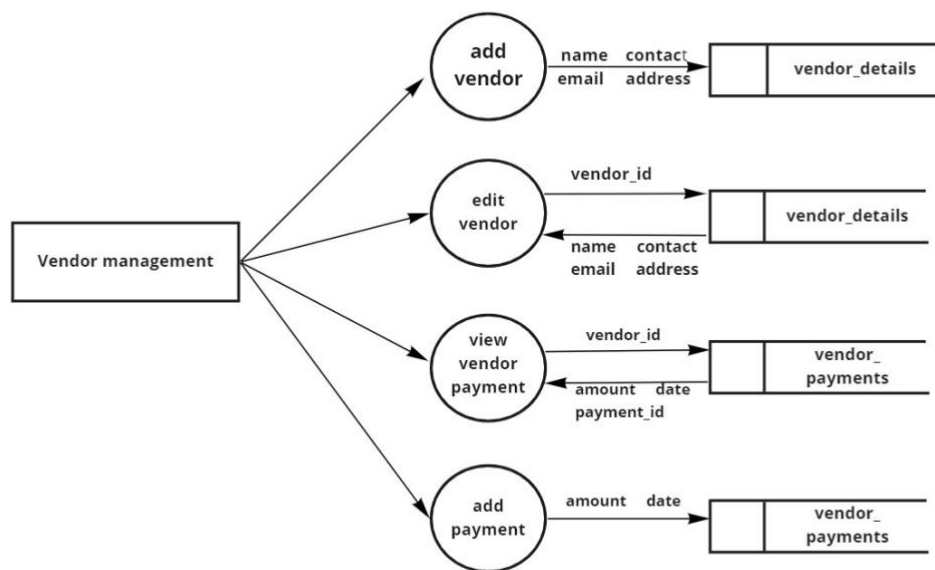 add
vendor
name contact
email address
vendor_details
edit
vendor
vendor_id
name contact
email address
vendor_details
Vendor management
view
vendor
payment
vendor_id
amount date
payment_id
vendor_
payments
add
payment
amount date
vendor_
payments